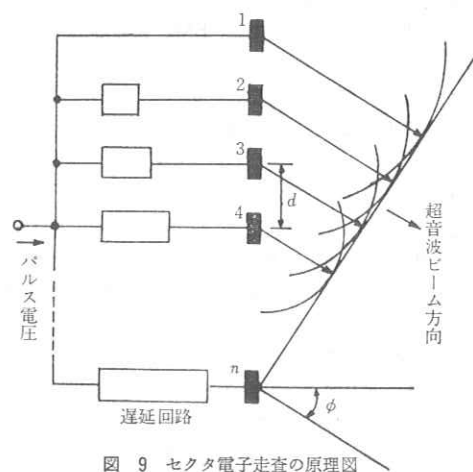 1
2
3
d
4
パルス電圧
超音波ビーム方向
n
遅延回路
φ
図 9 セクタ電子走査の原理図